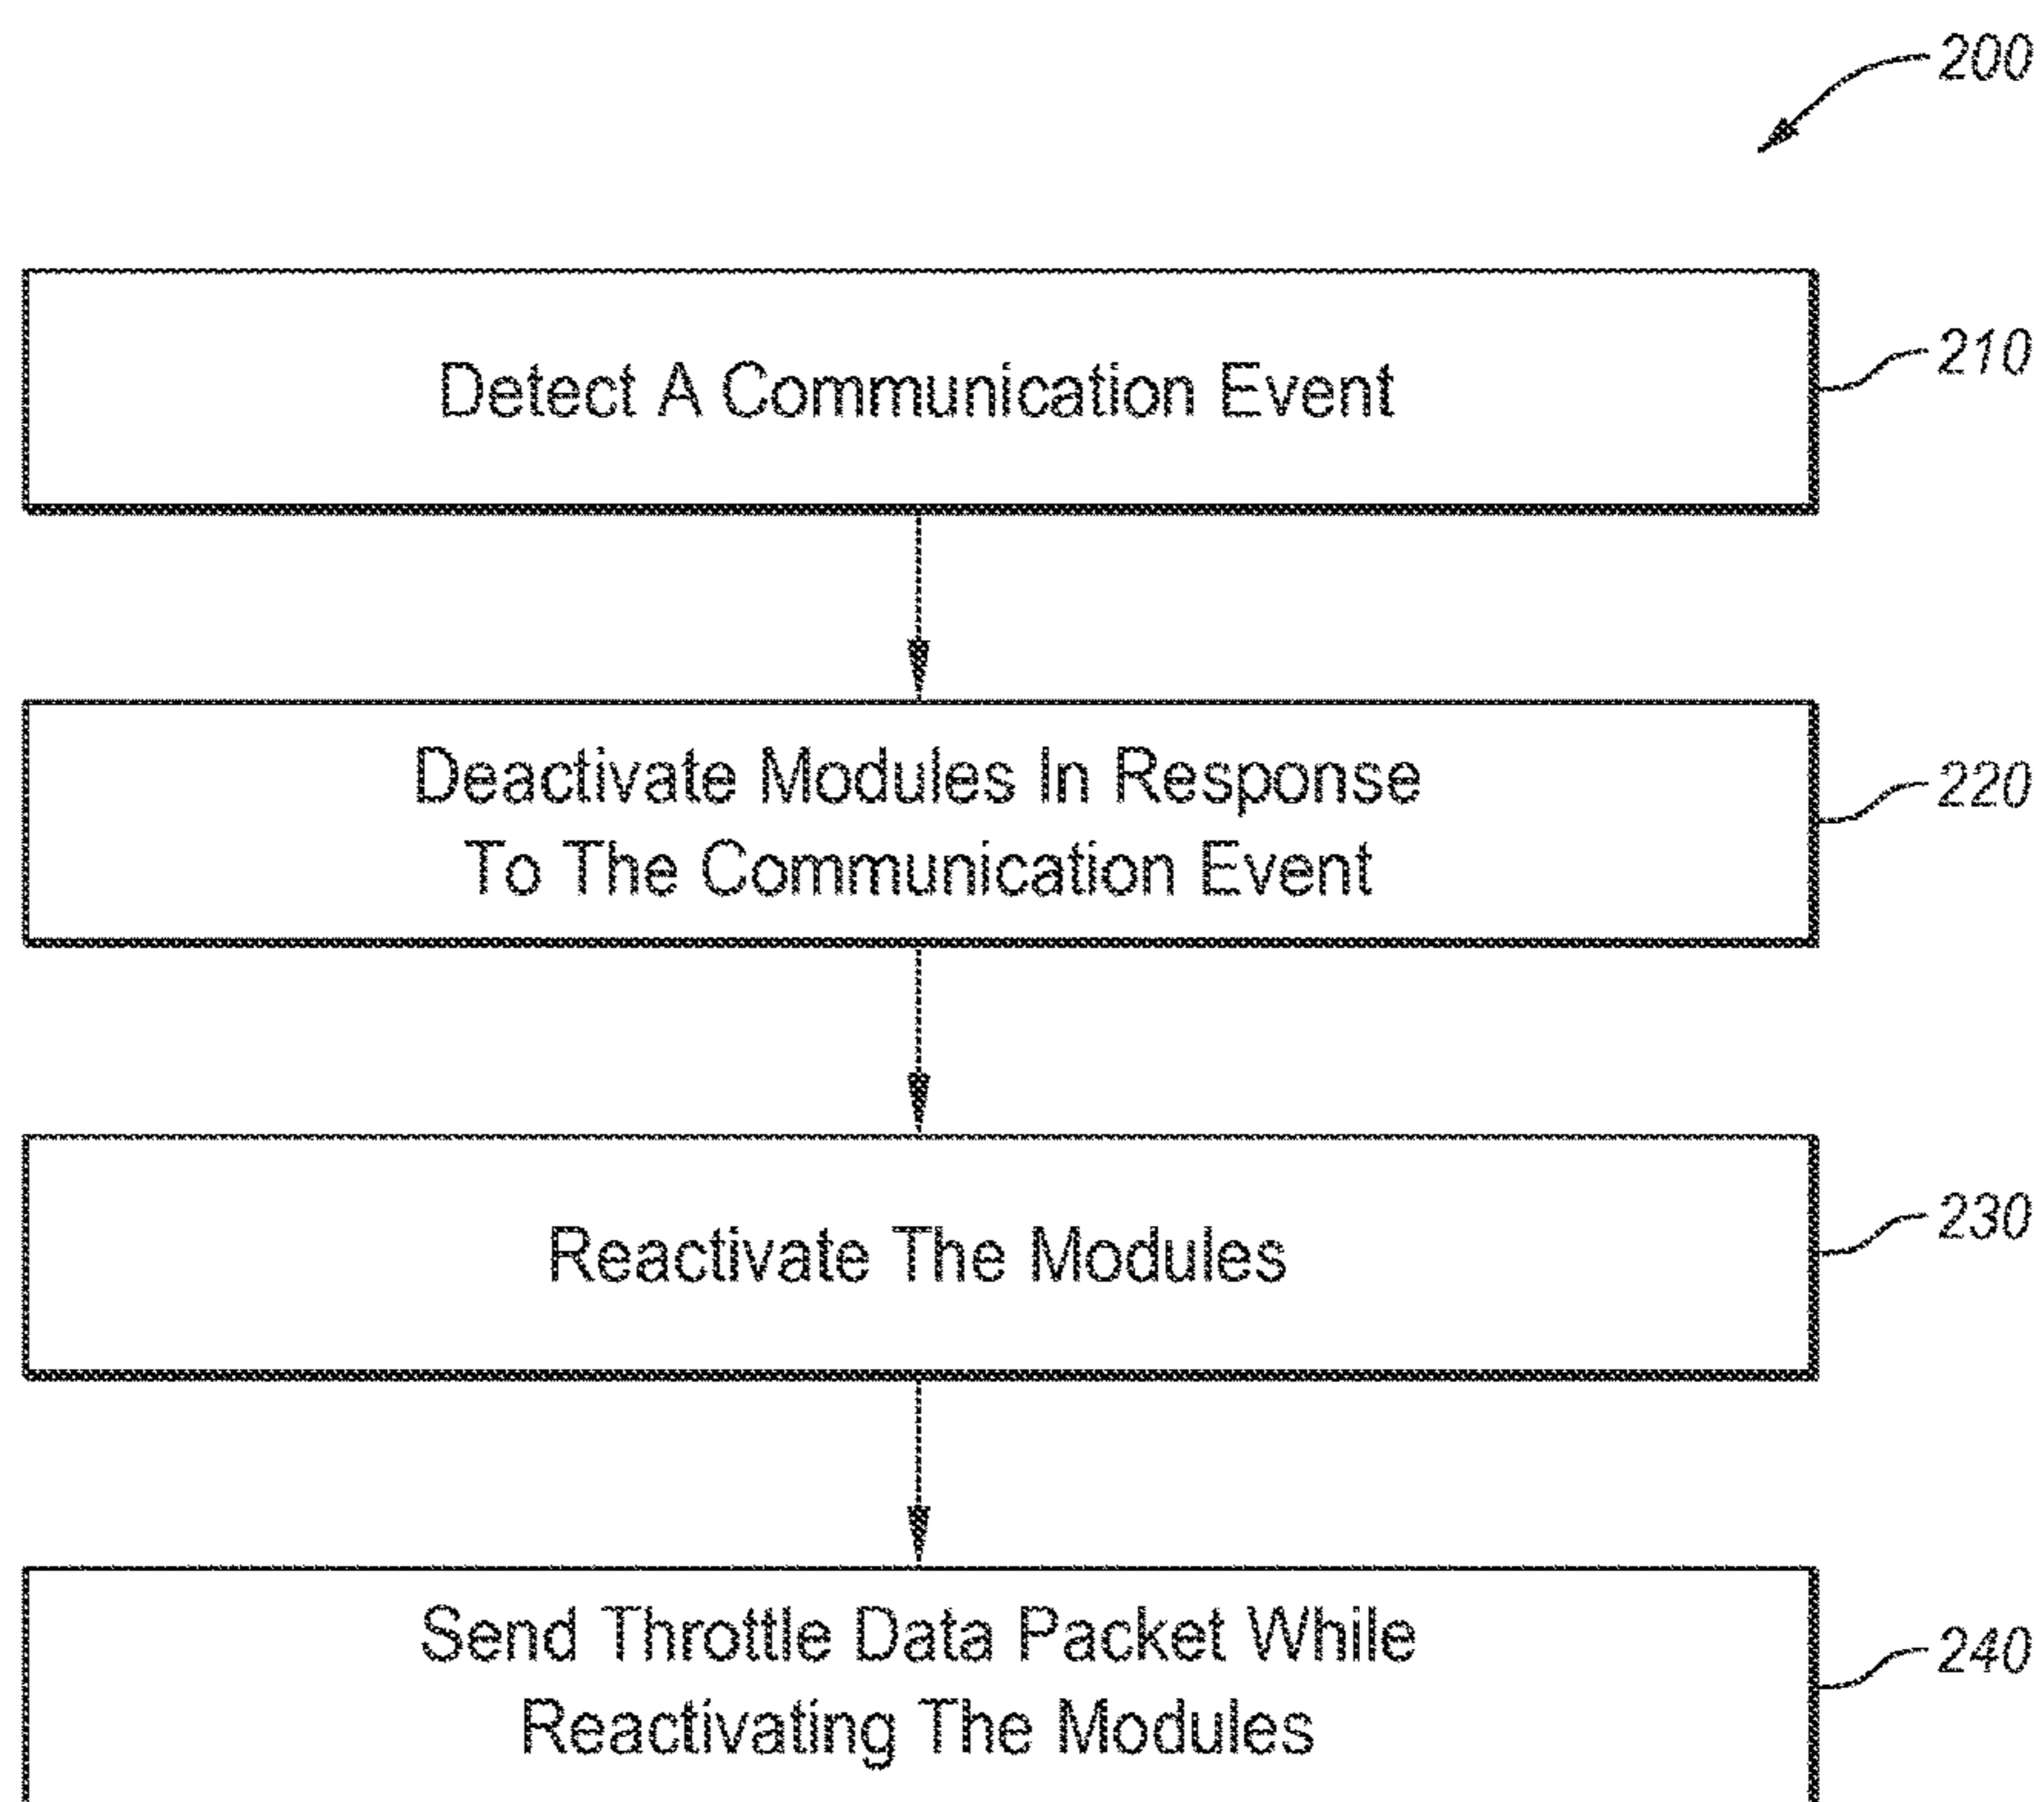 200
Detect A Communication Event
210
Deactivate Modules In Response
To The Communication Event
220
Reactivate The Modules
230
Send Throttle Data Packet While
Reactivating The Modules
240